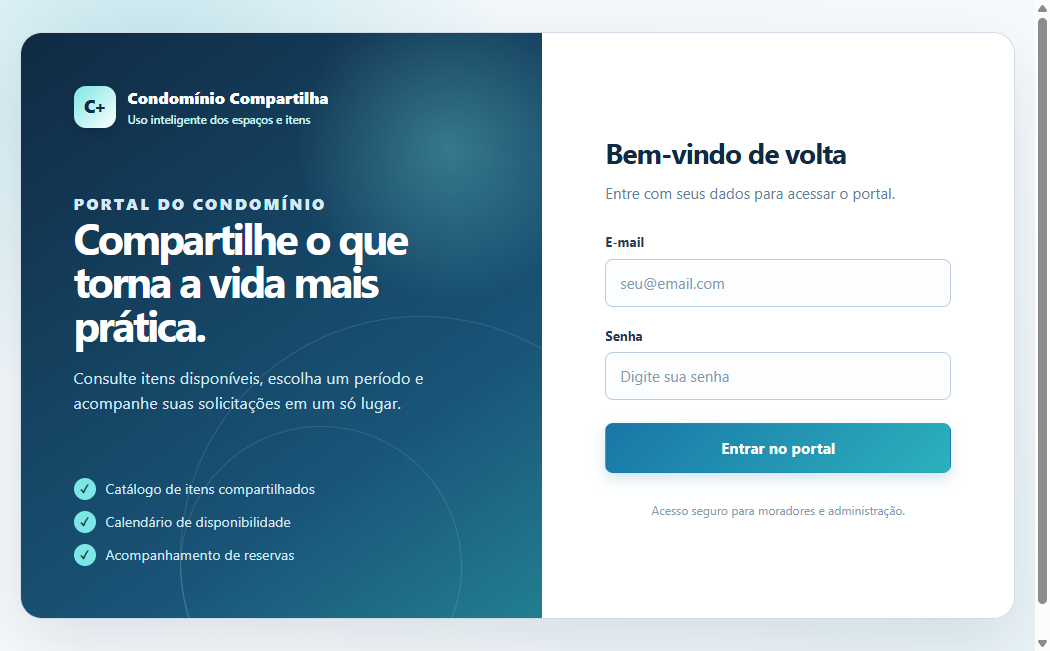 C+
Condomínio Compartilha
Uso inteligente dos espaços e itens
PORTAL DO CONDOMÍNIO
Compartilhe o que
torna a vida mais
prática.
Consulte itens disponíveis, escolha um período e
acompanhe suas solicitações em um só lugar.
✓ Catálogo de itens compartilhados
✓ Calendário de disponibilidade
✓ Acompanhamento de reservas
Bem-vindo de volta
Entre com seus dados para acessar o portal.
E-mail
seu@email.com
Senha
Digite sua senha
Entrar no portal
Acesso seguro para moradores e administração.